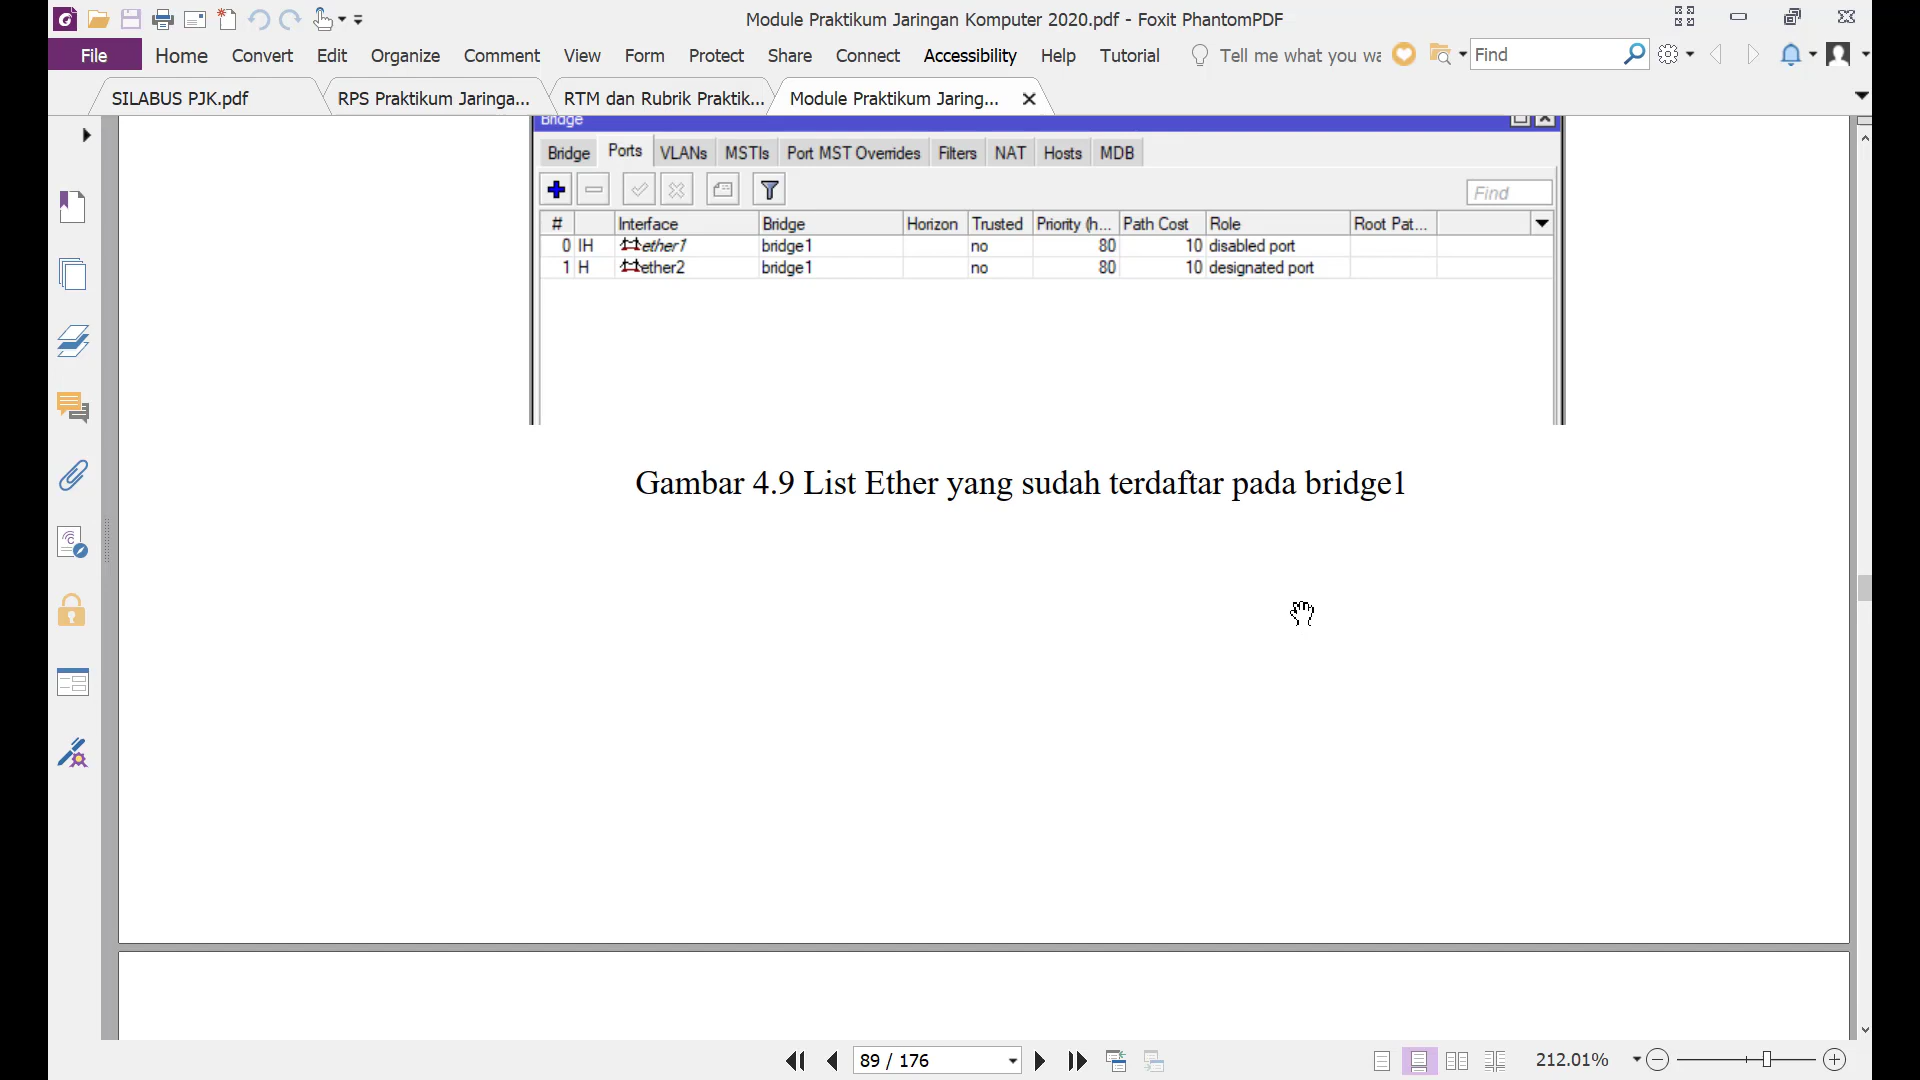 Module Praktikum Jaringan Komputer 2020.pdf - Foxit PhantomPDF
File Home Convert Edit Organize Comment View Form Protect Share Connect Accessibility Help Tutorial Tell me what you wa Find
SILABUS PJK.pdf RPS Praktikum Jaringa... RTM dan Rubrik Praktik... Module Praktikum Jaring...
Bridge
Bridge Ports VLANs MSTIs Port MST Overrides Filters NAT Hosts MDB
Find
# Interface Bridge Horizon Trusted Priority (h... Path Cost Role Root Pat...
0 IH ether1 bridge1 no 80 10 disabled port
1 H ether2 bridge1 no 80 10 designated port
Gambar 4.9 List Ether yang sudah terdaftar pada bridge1
89 / 176 212.01%